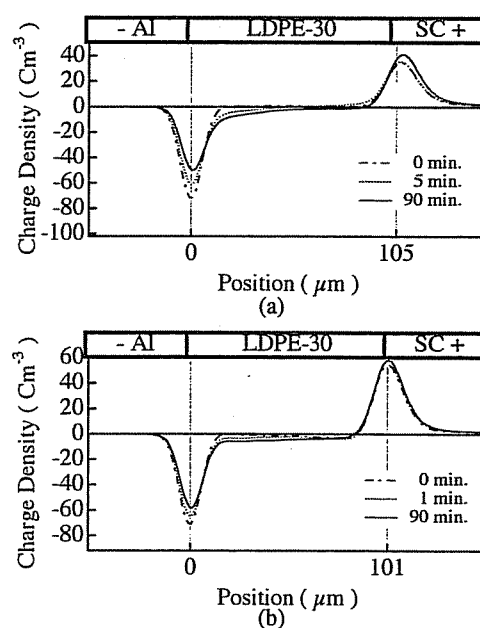 - Al LDPE-30 SC +
Charge Density ( Cm⁻³ )
40
20
0
-20
-40
-60
-80
-100
0 min.
5 min.
90 min.
0 105
Position ( µm )
(a)
- Al LDPE-30 SC +
Charge Density ( Cm⁻³ )
60
40
20
0
-20
-40
-60
-80
0 min.
1 min.
90 min.
0 101
Position ( µm )
(b)